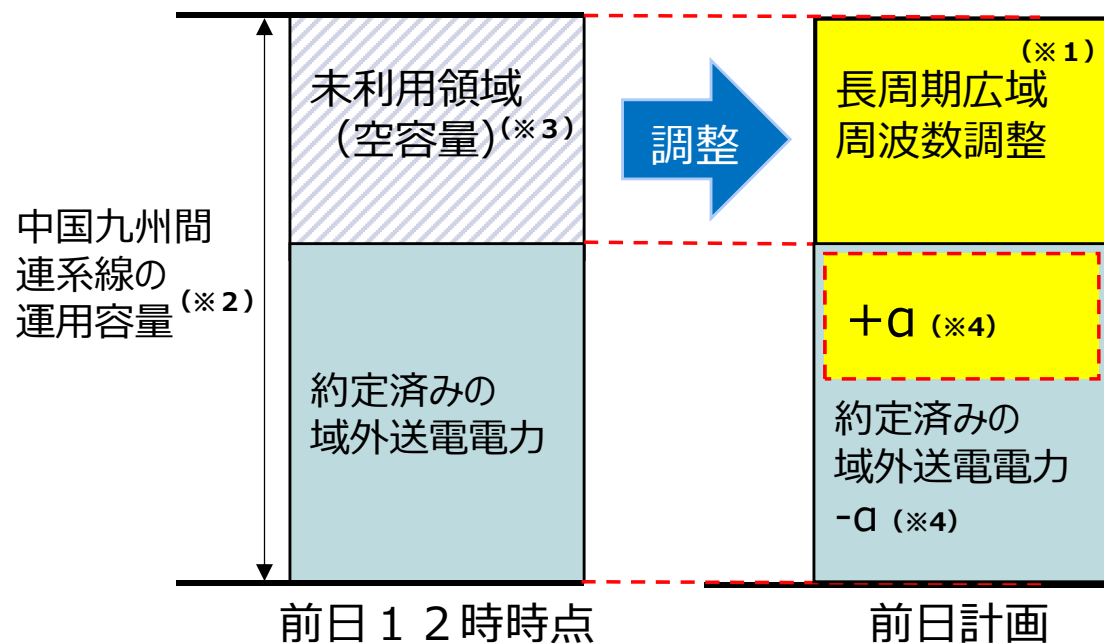 中国九州間
連系線の
運用容量(※2)
未利用領域
(空容量)(※3)
約定済みの
域外送電電力
前日12時時点
調整
(※1)
長周期広域
周波数調整
+α (※4)
約定済みの
域外送電電力
-α (※4)
前日計画